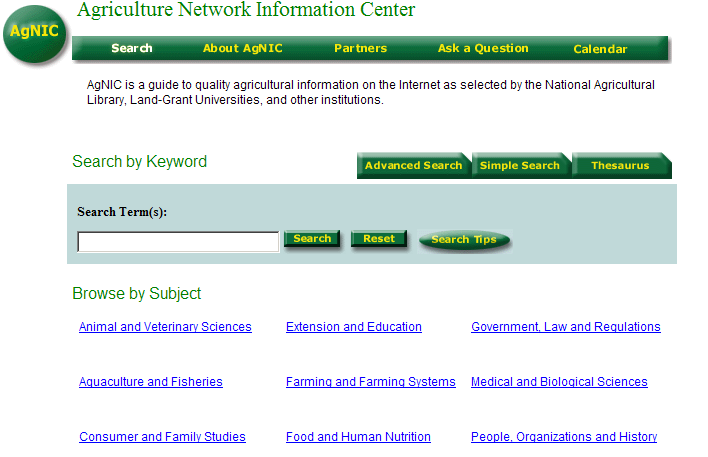 Agriculture Network Information Center
AgNIC
Search About AgNIC Partners Ask a Question Calendar
AgNIC is a guide to quality agricultural information on the Internet as selected by the National Agricultural
Library, Land-Grant Universities, and other institutions.
Search by Keyword
Advanced Search Simple Search Thesaurus
Search Term(s):
Search Reset Search Tips
Browse by Subject
Animal and Veterinary Sciences Extension and Education Government, Law and Regulations
Aquaculture and Fisheries Farming and Farming Systems Medical and Biological Sciences
Consumer and Family Studies Food and Human Nutrition People, Organizations and History